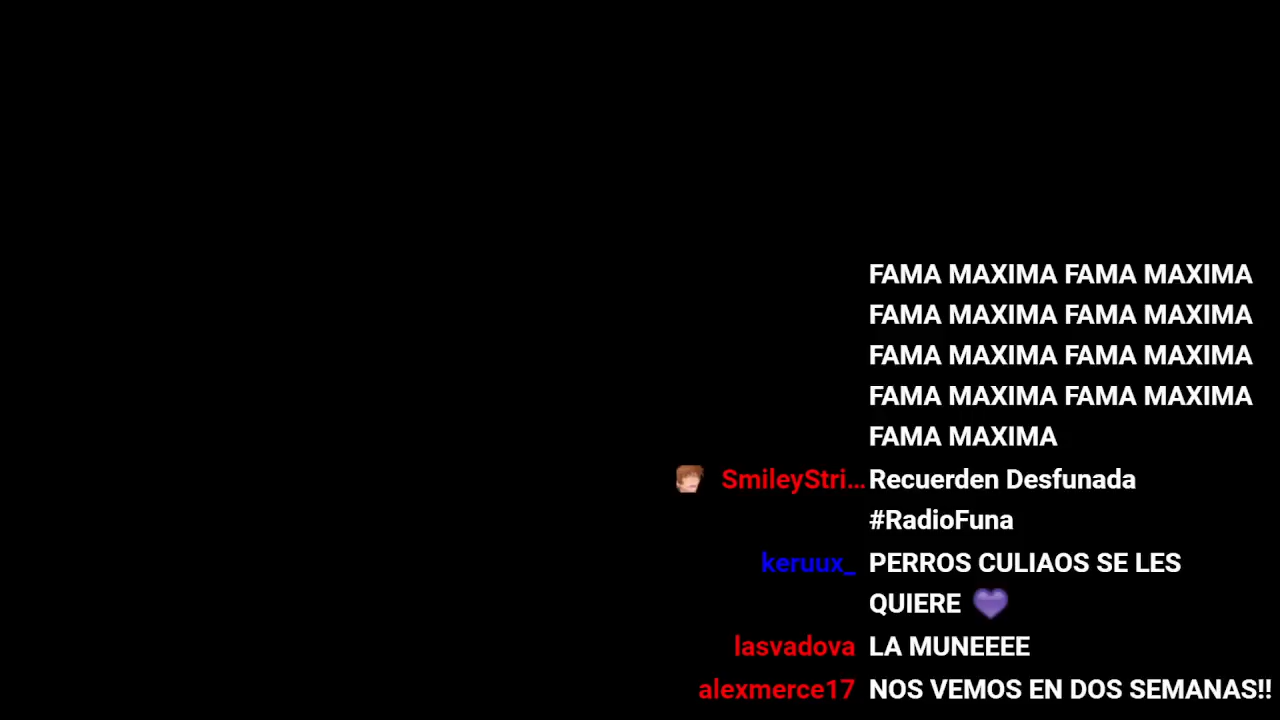 FAMA MAXIMA FAMA MAXIMA
FAMA MAXIMA FAMA MAXIMA
FAMA MAXIMA FAMA MAXIMA
FAMA MAXIMA FAMA MAXIMA
FAMA MAXIMA
SmileyStri... Recuerden Desfunada
#RadioFuna
keruux_ PERROS CULIAOS SE LES
QUIERE 💜
lasvadova LA MUNEEEE
alexmerce17 NOS VEMOS EN DOS SEMANAS!!